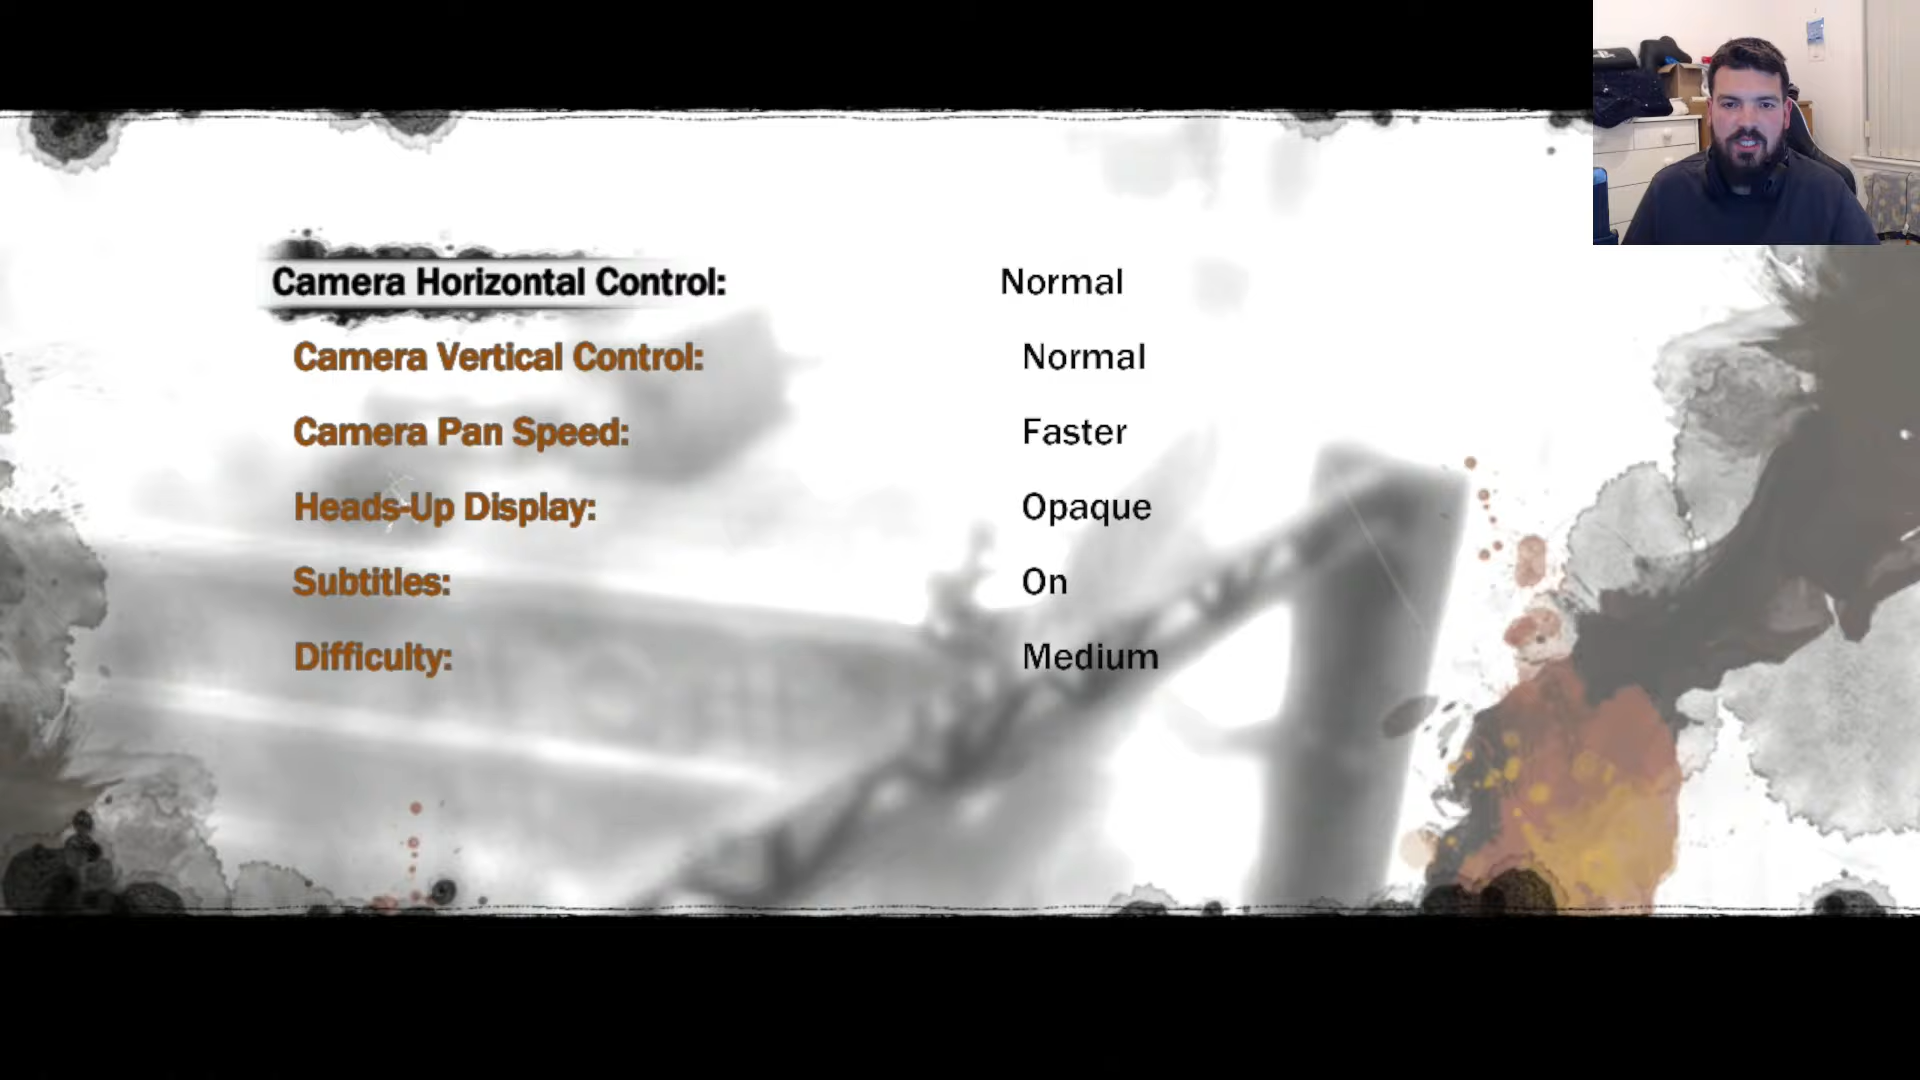 Camera Horizontal Control: Normal
Camera Vertical Control: Normal
Camera Pan Speed: Faster
Heads-Up Display: Opaque
Subtitles: On
Difficulty: Medium